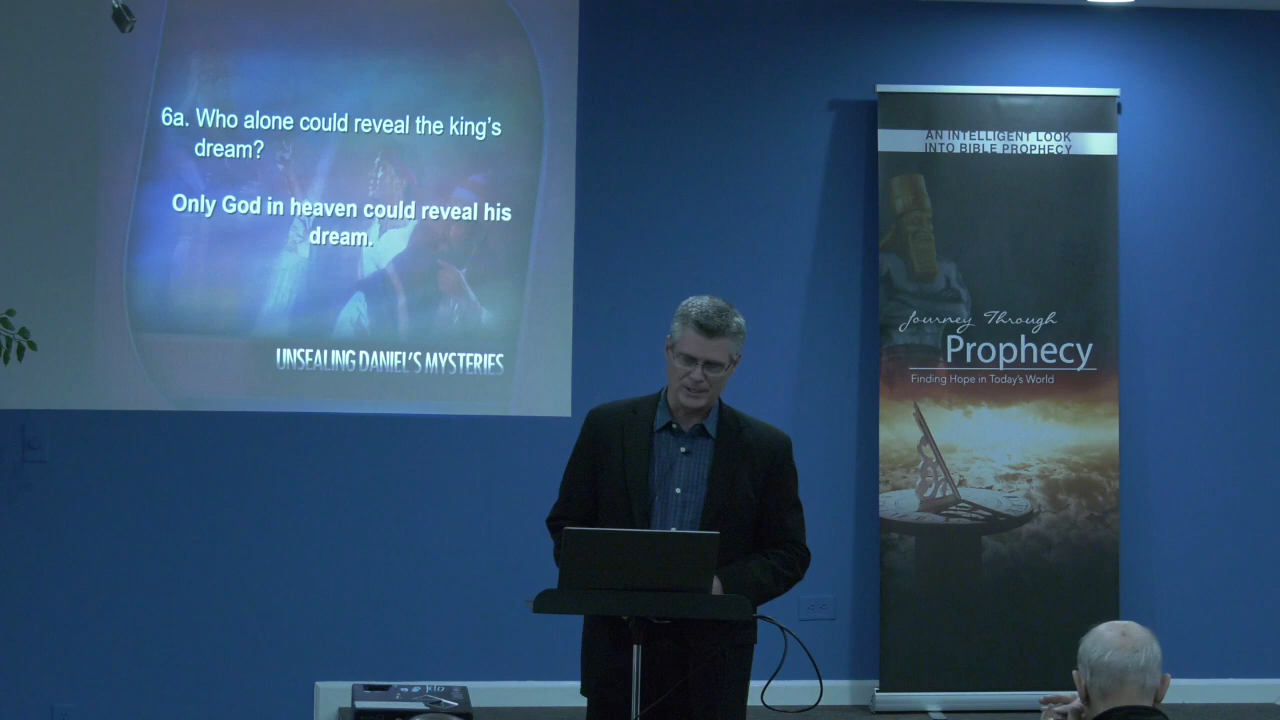 6a. Who alone could reveal the king's
dream?
Only God in heaven could reveal his
dream.
UNSEALING DANIEL'S MYSTERIES
AN INTELLIGENT LOOK
INTO BIBLE PROPHECY
Journey Through
Prophecy
Finding Hope in Today's World